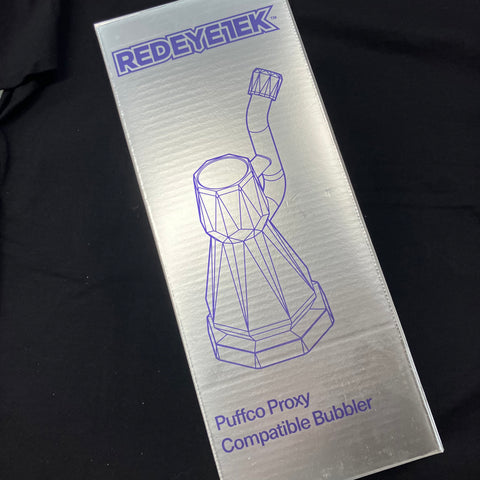 REDEYETEK™
Puffco Proxy
Compatible Bubbler